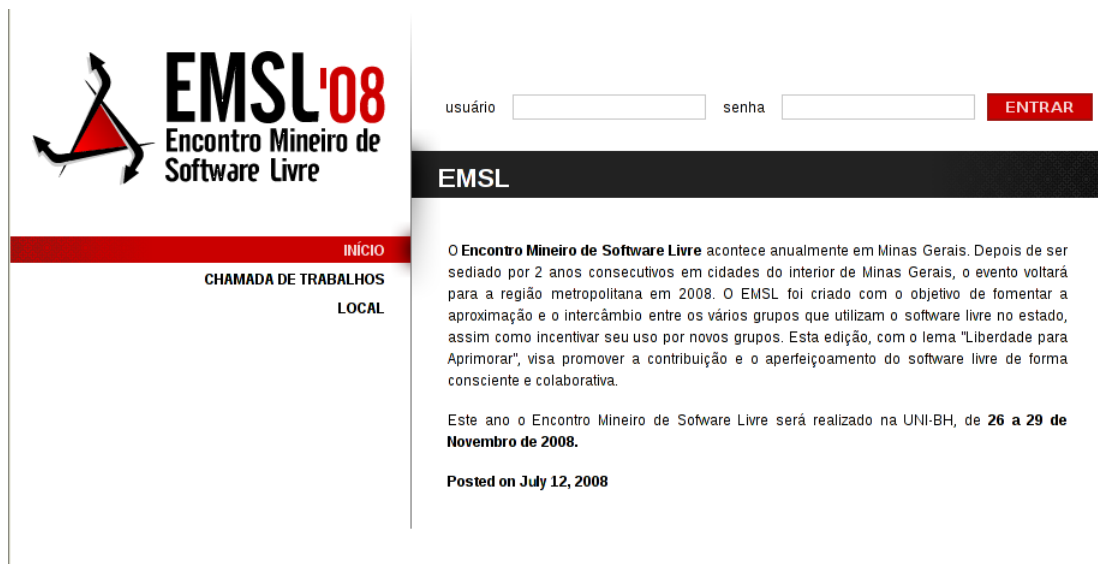 EMSL'08
Encontro Mineiro de
Software Livre
usuário
senha
ENTRAR
EMSL
INÍCIO
CHAMADA DE TRABALHOS
LOCAL
O Encontro Mineiro de Software Livre acontece anualmente em Minas Gerais. Depois de ser
sediado por 2 anos consecutivos em cidades do interior de Minas Gerais, o evento voltará
para a região metropolitana em 2008. O EMSL foi criado com o objetivo de fomentar a
aproximação e o intercâmbio entre os vários grupos que utilizam o software livre no estado,
assim como incentivar seu uso por novos grupos. Esta edição, com o lema "Liberdade para
Aprimorar", visa promover a contribuição e o aperfeiçoamento do software livre de forma
consciente e colaborativa.
Este ano o Encontro Mineiro de Sofware Livre será realizado na UNI-BH, de 26 a 29 de
Novembro de 2008.
Posted on July 12, 2008